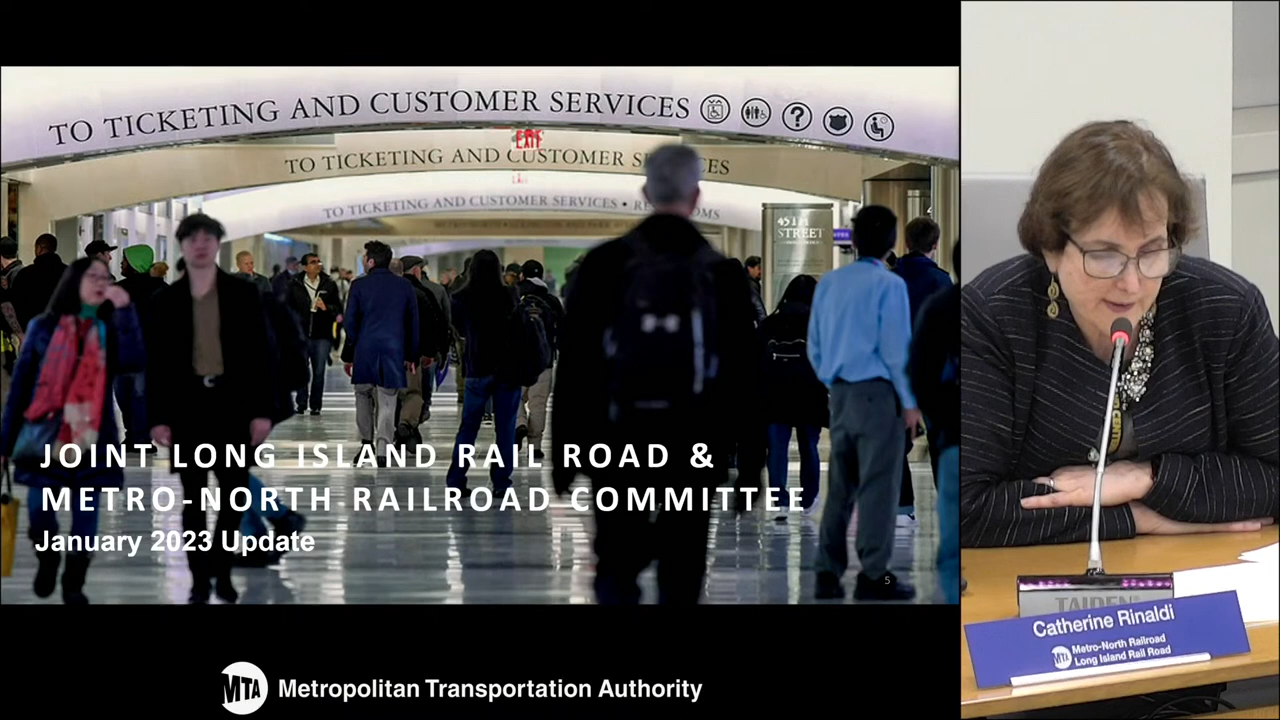 TO TICKETING AND CUSTOMER SERVICES
EXIT
TO TICKETING AND CUSTOMER SERVICES
TO TICKETING AND CUSTOMER SERVICES •
45TH
STREET
JOINT LONG ISLAND RAIL ROAD &
METRO-NORTH RAILROAD COMMITTEE
January 2023 Update
5
MTA Metropolitan Transportation Authority
TAIDEN
Catherine Rinaldi
Metro-North Railroad
MTA Long Island Rail Road